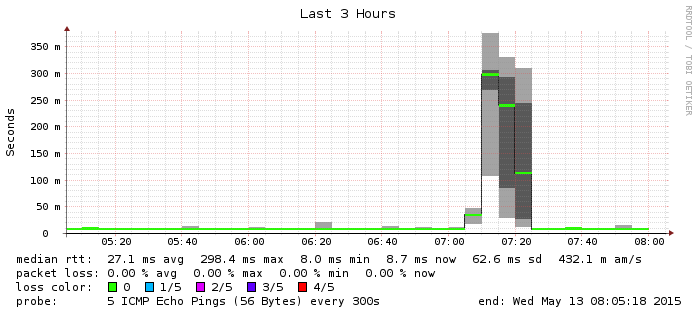 Last 3 Hours
RRDTOOL / TOBI OETIKER
Seconds
350 m
300 m
250 m
200 m
150 m
100 m
50 m
0
05:20 05:40 06:00 06:20 06:40 07:00 07:20 07:40 08:00
median rtt: 27.1 ms avg 298.4 ms max 8.0 ms min 8.7 ms now 62.6 ms sd 432.1 m am/s
packet loss: 0.00 % avg 0.00 % max 0.00 % min 0.00 % now
loss color: 0 1/5 2/5 3/5 4/5
probe: 5 ICMP Echo Pings (56 Bytes) every 300s end: Wed May 13 08:05:18 2015